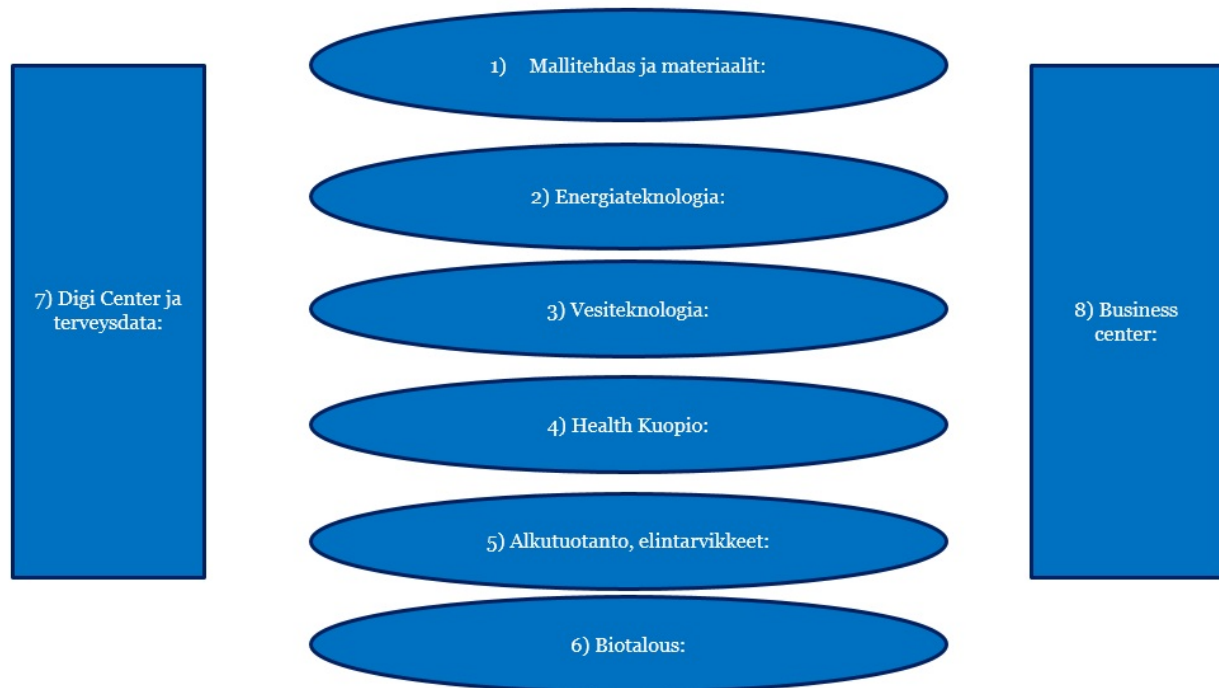 1) Mallitehdas ja materiaalit:
2) Energiateknologia:
3) Vesiteknologia:
4) Health Kuopio:
5) Alkutuotanto, elintarvikkeet:
6) Biotalous:
7) Digi Center ja
terveysdata:
8) Business
center: